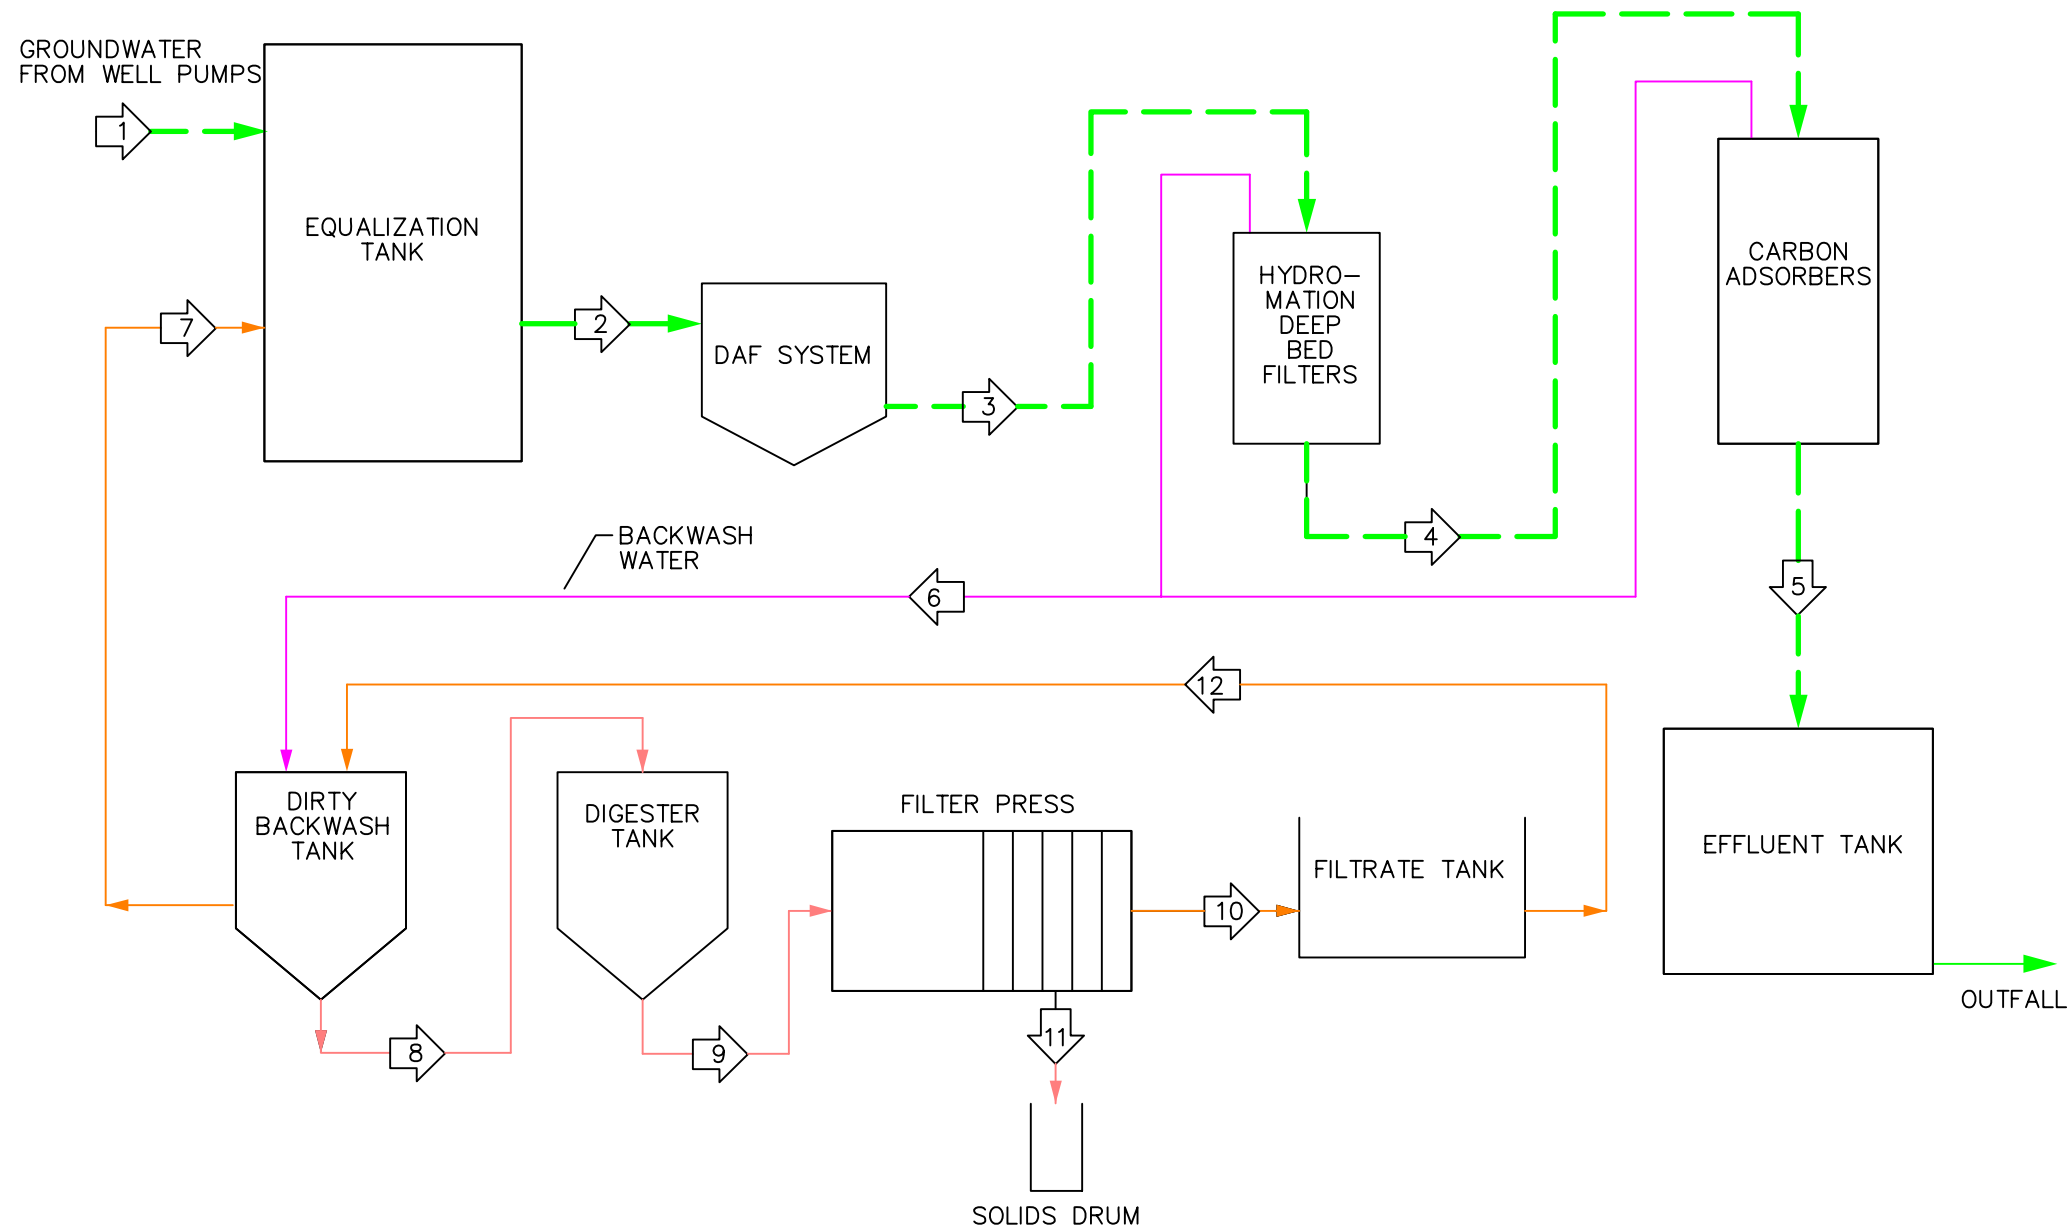 GROUNDWATER
FROM WELL PUMPS
1
EQUALIZATION
TANK
7
2
DAF SYSTEM
3
HYDRO-
MATION
DEEP
BED
FILTERS
4
CARBON
ADSORBERS
5
BACKWASH
WATER
6
12
DIRTY
BACKWASH
TANK
DIGESTER
TANK
FILTER PRESS
FILTRATE TANK
EFFLUENT TANK
10
OUTFALL
8
9
11
SOLIDS DRUM